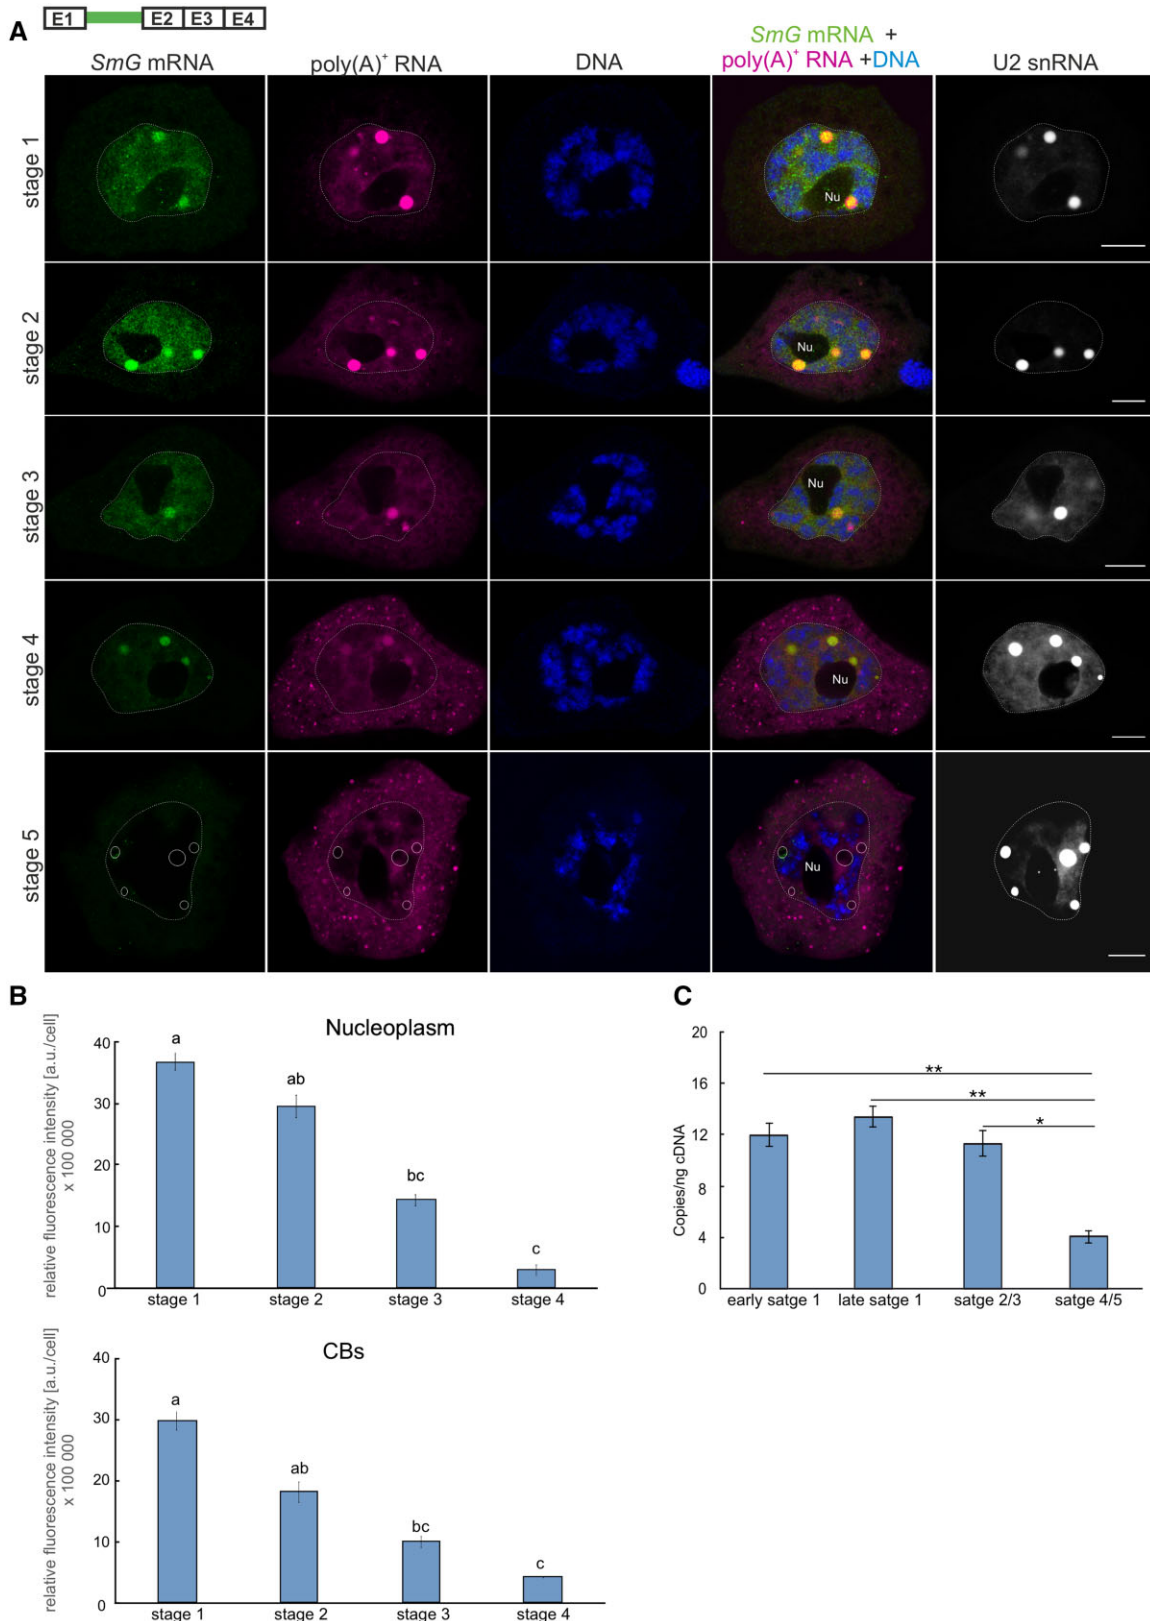 E1 E2 E3 E4
A
SmG mRNA poly(A)+ RNA DNA SmG mRNA + poly(A)+ RNA +DNA U2 snRNA
stage 1
Nu
stage 2
Nu
stage 3
Nu
stage 4
Nu
stage 5
Nu
B
Nucleoplasm
relative fluorescence intensity [a.u./cell]
x 100 000
40
30
20
10
0
a
ab
bc
c
stage 1 stage 2 stage 3 stage 4
CBs
relative fluorescence intensity [a.u./cell]
x 100 000
40
30
20
10
0
a
ab
bc
c
stage 1 stage 2 stage 3 stage 4
C
Copies/ng cDNA
20
16
12
8
4
0
**
**
*
early satge 1 late satge 1 satge 2/3 satge 4/5